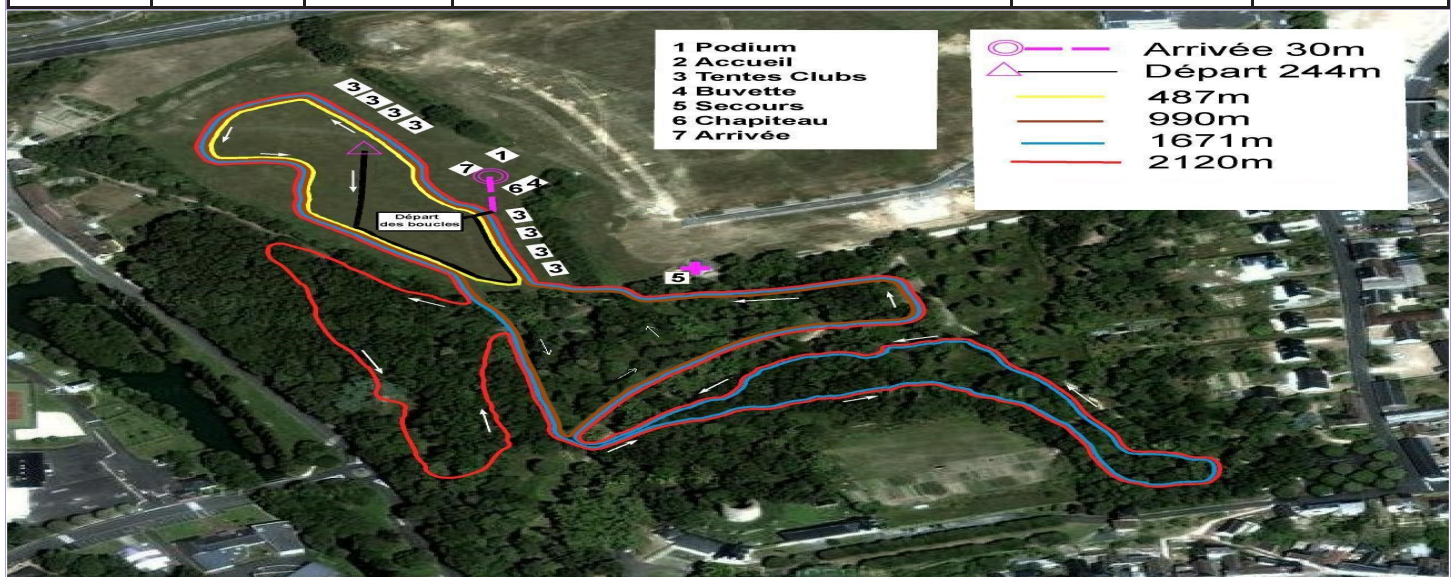 1 Podium
2 Accueil
3 Tentes Clubs
4 Buvette
5 Secours
6 Chapiteau
7 Arrivée
Arrivée 30m
Départ 244m
487m
990m
1671m
2120m
3
3
3
3
1
7
6 4
Départ
des boucles
3
3
3
3
5